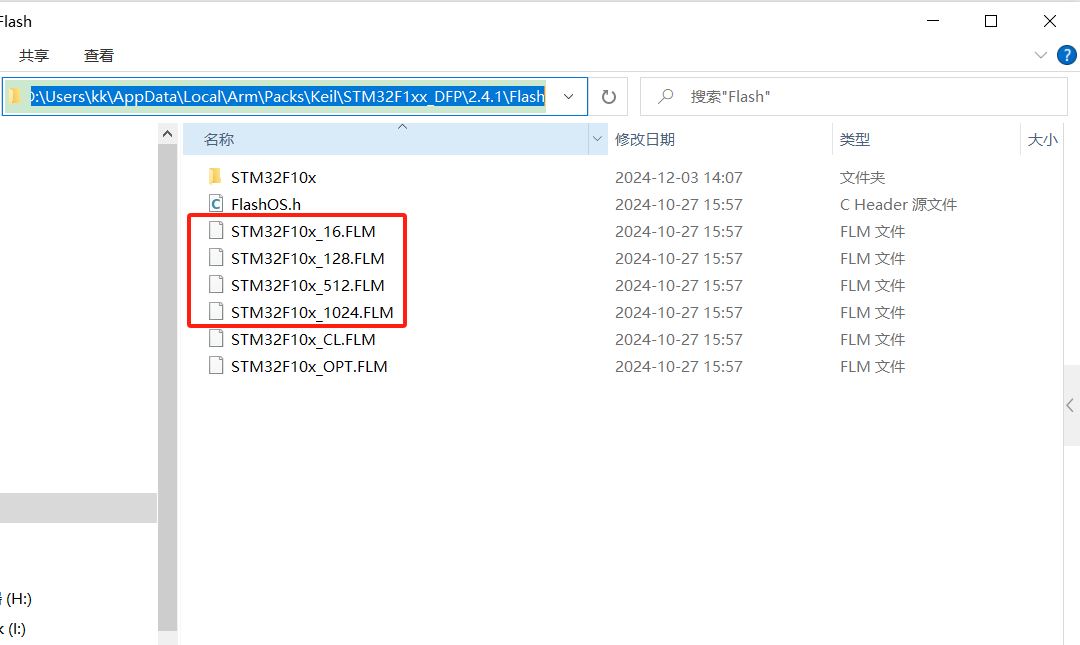 Flash
共享 查看
D:\Users\kk\AppData\Local\Arm\Packs\Keil\STM32F1xx_DFP\2.4.1\Flash 搜索"Flash"
名称 修改日期 类型 大小
STM32F10x 2024-12-03 14:07 文件夹
FlashOS.h 2024-10-27 15:57 C Header 源文件
STM32F10x_16.FLM 2024-10-27 15:57 FLM 文件
STM32F10x_128.FLM 2024-10-27 15:57 FLM 文件
STM32F10x_512.FLM 2024-10-27 15:57 FLM 文件
STM32F10x_1024.FLM 2024-10-27 15:57 FLM 文件
STM32F10x_CL.FLM 2024-10-27 15:57 FLM 文件
STM32F10x_OPT.FLM 2024-10-27 15:57 FLM 文件
(H:)
(I:)